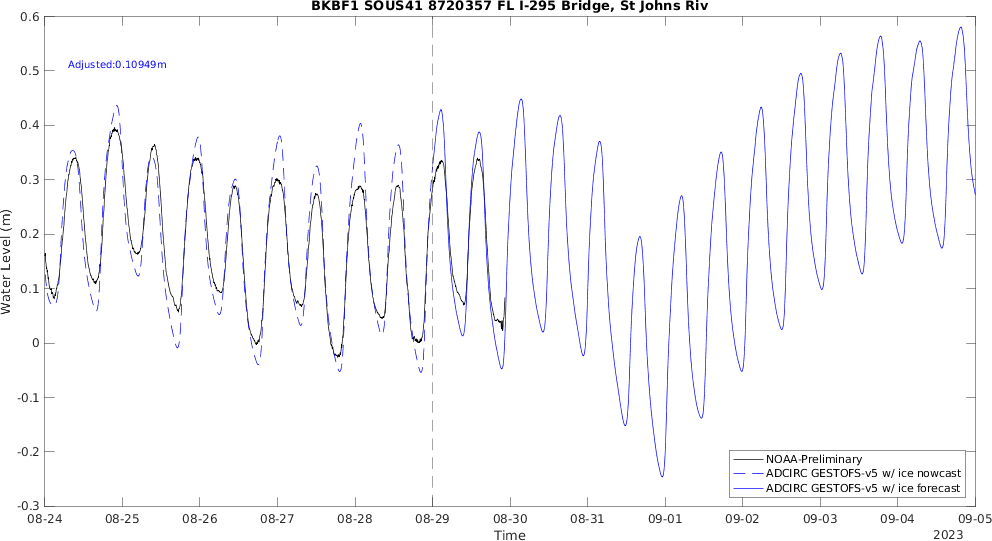 BKBF1 SOUS41 8720357 FL I-295 Bridge, St Johns Riv
Adjusted:0.10949m
Water Level (m)
0.6
0.5
0.4
0.3
0.2
0.1
0
-0.1
-0.2
-0.3
NOAA-Preliminary
ADCIRC GESTOFS-v5 w/ ice nowcast
ADCIRC GESTOFS-v5 w/ ice forecast
08-24 08-25 08-26 08-27 08-28 08-29 08-30 08-31 09-01 09-02 09-03 09-04 09-05
Time
2023